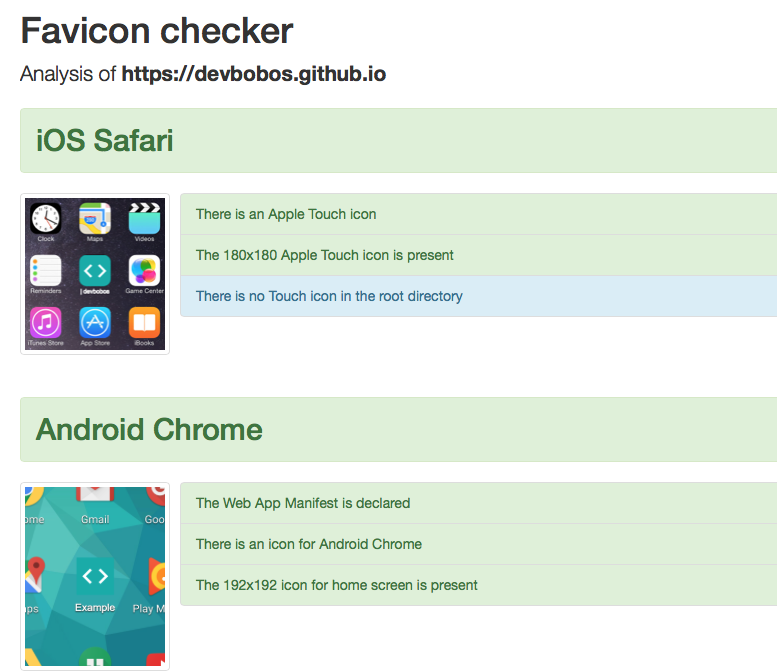 Favicon checker
Analysis of https://devbobos.github.io
iOS Safari
Clock Maps Videos
Reminders | devbobos Game Center
iTunes Store App Store iBooks
There is an Apple Touch icon
The 180x180 Apple Touch icon is present
There is no Touch icon in the root directory
Android Chrome
ome Gmail Goo
Example Play M
The Web App Manifest is declared
There is an icon for Android Chrome
The 192x192 icon for home screen is present